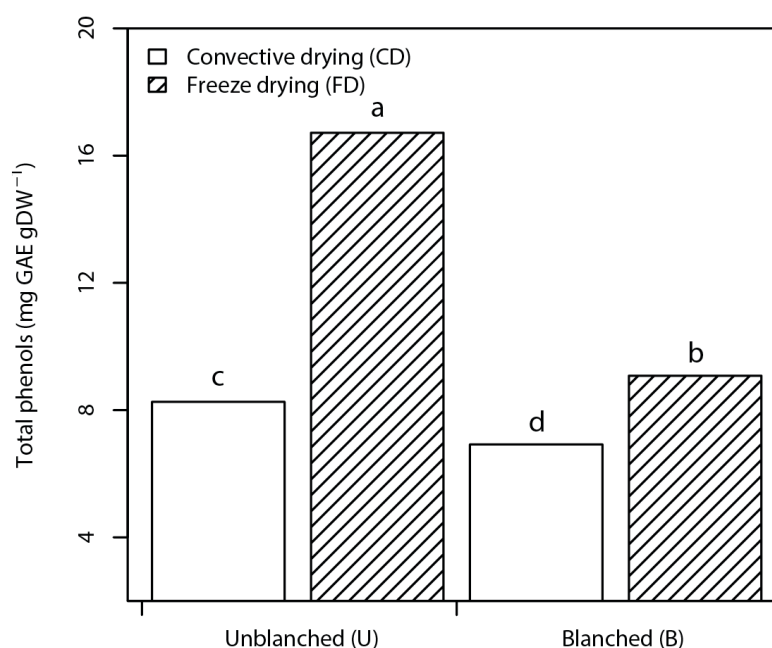 20
16
12
8
4
Total phenols (mg GAE gDW⁻¹)
Convective drying (CD)
Freeze drying (FD)
a
c
b
d
Unblanched (U)
Blanched (B)